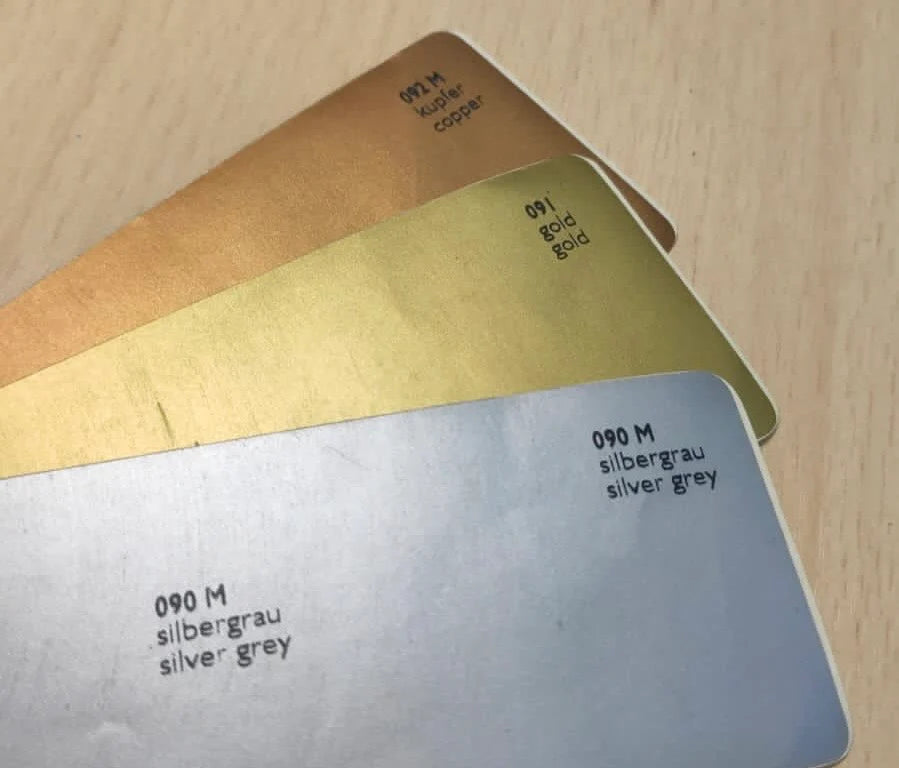 092 M
kupfer
copper
091
gold
gold
090 M
silbergrau
silver grey
090 M
silbergrau
silver grey